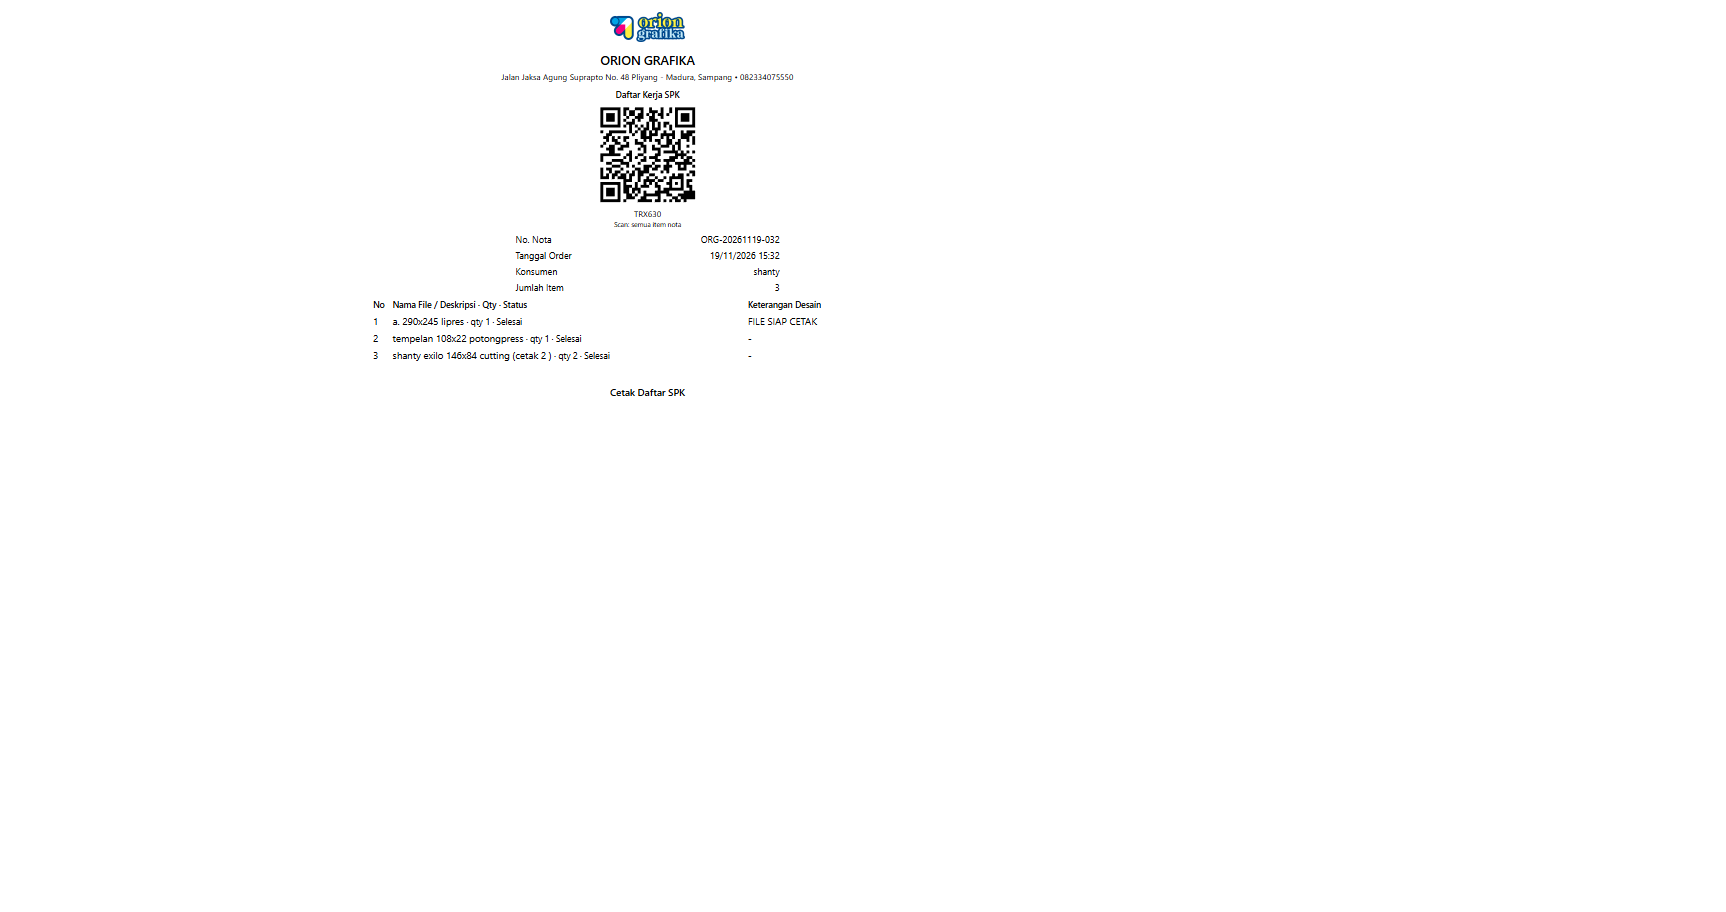 orion
grafika
ORION GRAFIKA
Jalan Jaksa Agung Suprapto No. 48 Pliyang - Madura, Sampang • 082334075550
Daftar Kerja SPK
TRX630
Scan: semua item nota
No. Nota ORG-20261119-032
Tanggal Order 19/11/2026 15:32
Konsumen shanty
Jumlah Item 3
No Nama File / Deskripsi · Qty · Status Keterangan Desain
1 a. 290x245 lipres · qty 1 · Selesai FILE SIAP CETAK
2 tempelan 108x22 potongpress · qty 1 · Selesai -
3 shanty exilo 146x84 cutting (cetak 2 ) · qty 2 · Selesai -
Cetak Daftar SPK